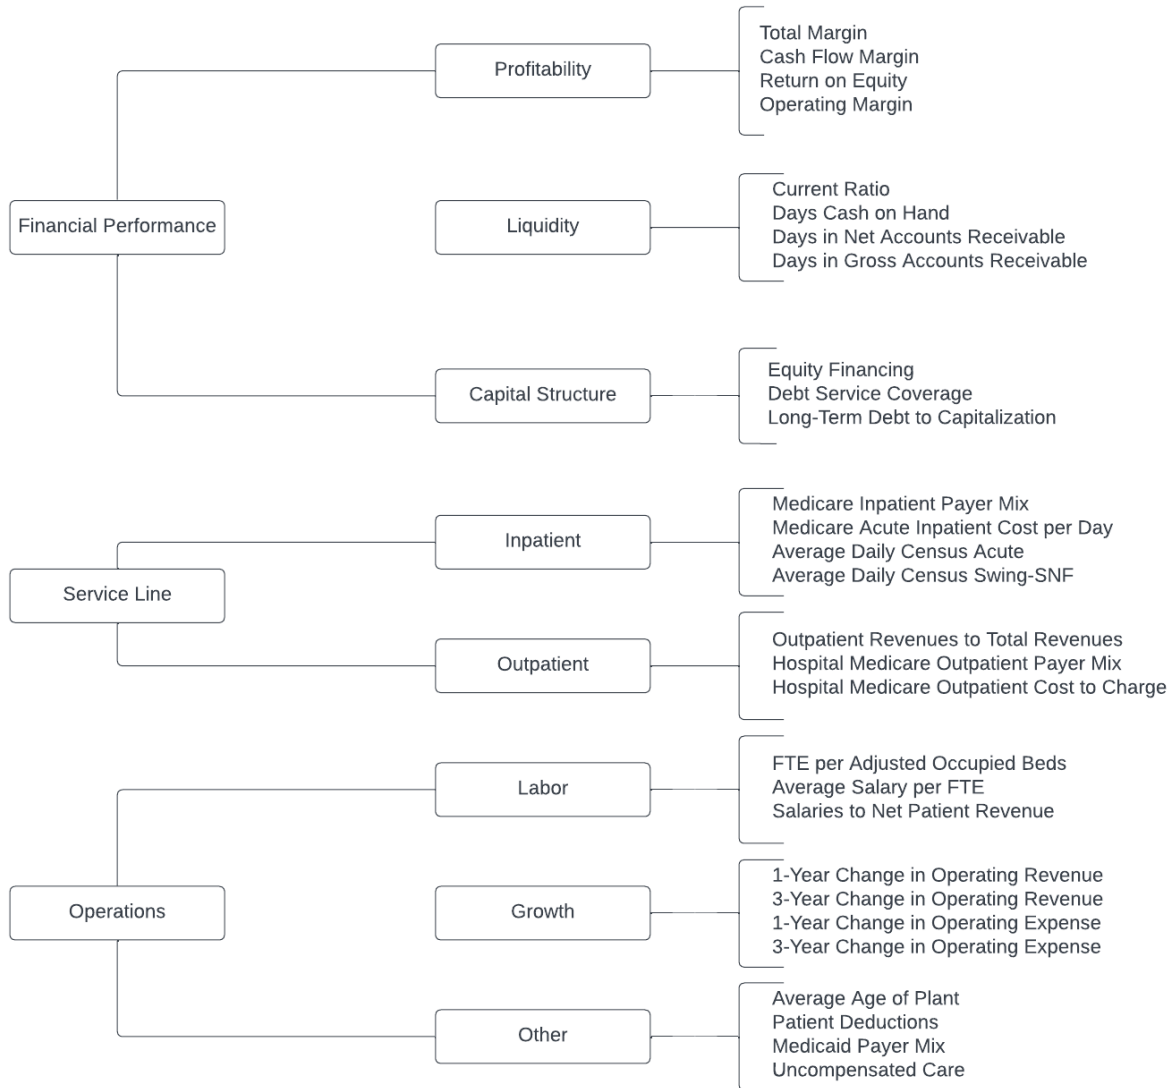 Profitability
Total Margin
Cash Flow Margin
Return on Equity
Operating Margin
Financial Performance
Liquidity
Current Ratio
Days Cash on Hand
Days in Net Accounts Receivable
Days in Gross Accounts Receivable
Capital Structure
Equity Financing
Debt Service Coverage
Long-Term Debt to Capitalization
Service Line
Inpatient
Medicare Inpatient Payer Mix
Medicare Acute Inpatient Cost per Day
Average Daily Census Acute
Average Daily Census Swing-SNF
Outpatient
Outpatient Revenues to Total Revenues
Hospital Medicare Outpatient Payer Mix
Hospital Medicare Outpatient Cost to Charge
Operations
Labor
FTE per Adjusted Occupied Beds
Average Salary per FTE
Salaries to Net Patient Revenue
Growth
1-Year Change in Operating Revenue
3-Year Change in Operating Revenue
1-Year Change in Operating Expense
3-Year Change in Operating Expense
Other
Average Age of Plant
Patient Deductions
Medicaid Payer Mix
Uncompensated Care